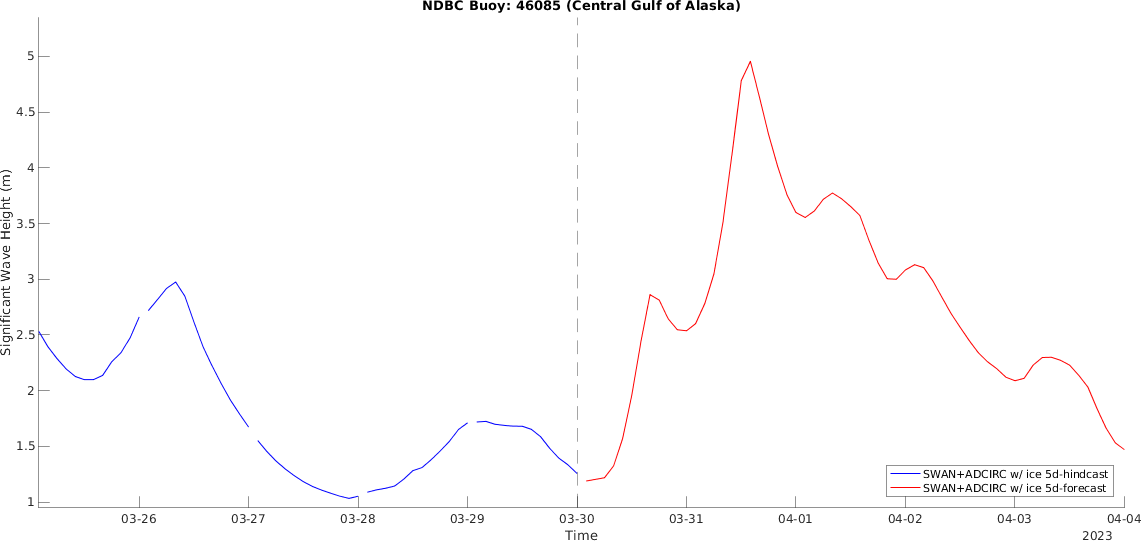 NDBC Buoy: 46085 (Central Gulf of Alaska)
Significant Wave Height (m)
5
4.5
4
3.5
3
2.5
2
1.5
1
SWAN+ADCIRC w/ ice 5d-hindcast
SWAN+ADCIRC w/ ice 5d-forecast
03-26 03-27 03-28 03-29 03-30 03-31 04-01 04-02 04-03 04-04
Time
2023